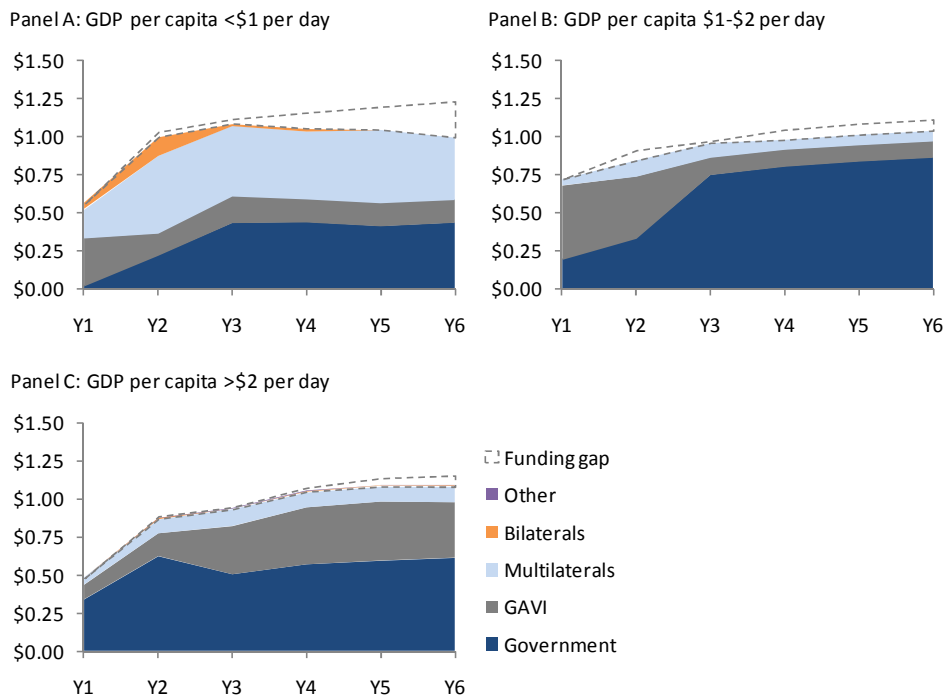 Panel A: GDP per capita <$1 per day
$1.50
$1.25
$1.00
$0.75
$0.50
$0.25
$0.00
Y1 Y2 Y3 Y4 Y5 Y6
Panel B: GDP per capita $1-$2 per day
$1.50
$1.25
$1.00
$0.75
$0.50
$0.25
$0.00
Y1 Y2 Y3 Y4 Y5 Y6
Panel C: GDP per capita >$2 per day
$1.50
$1.25
$1.00
$0.75
$0.50
$0.25
$0.00
Y1 Y2 Y3 Y4 Y5 Y6
Funding gap
Other
Bilaterals
Multilaterals
GAVI
Government